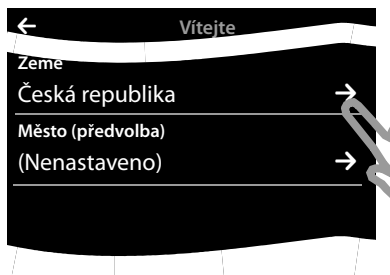 Vítejte
Země
Česká republika
Město (předvolba)
(Nenastaveno)